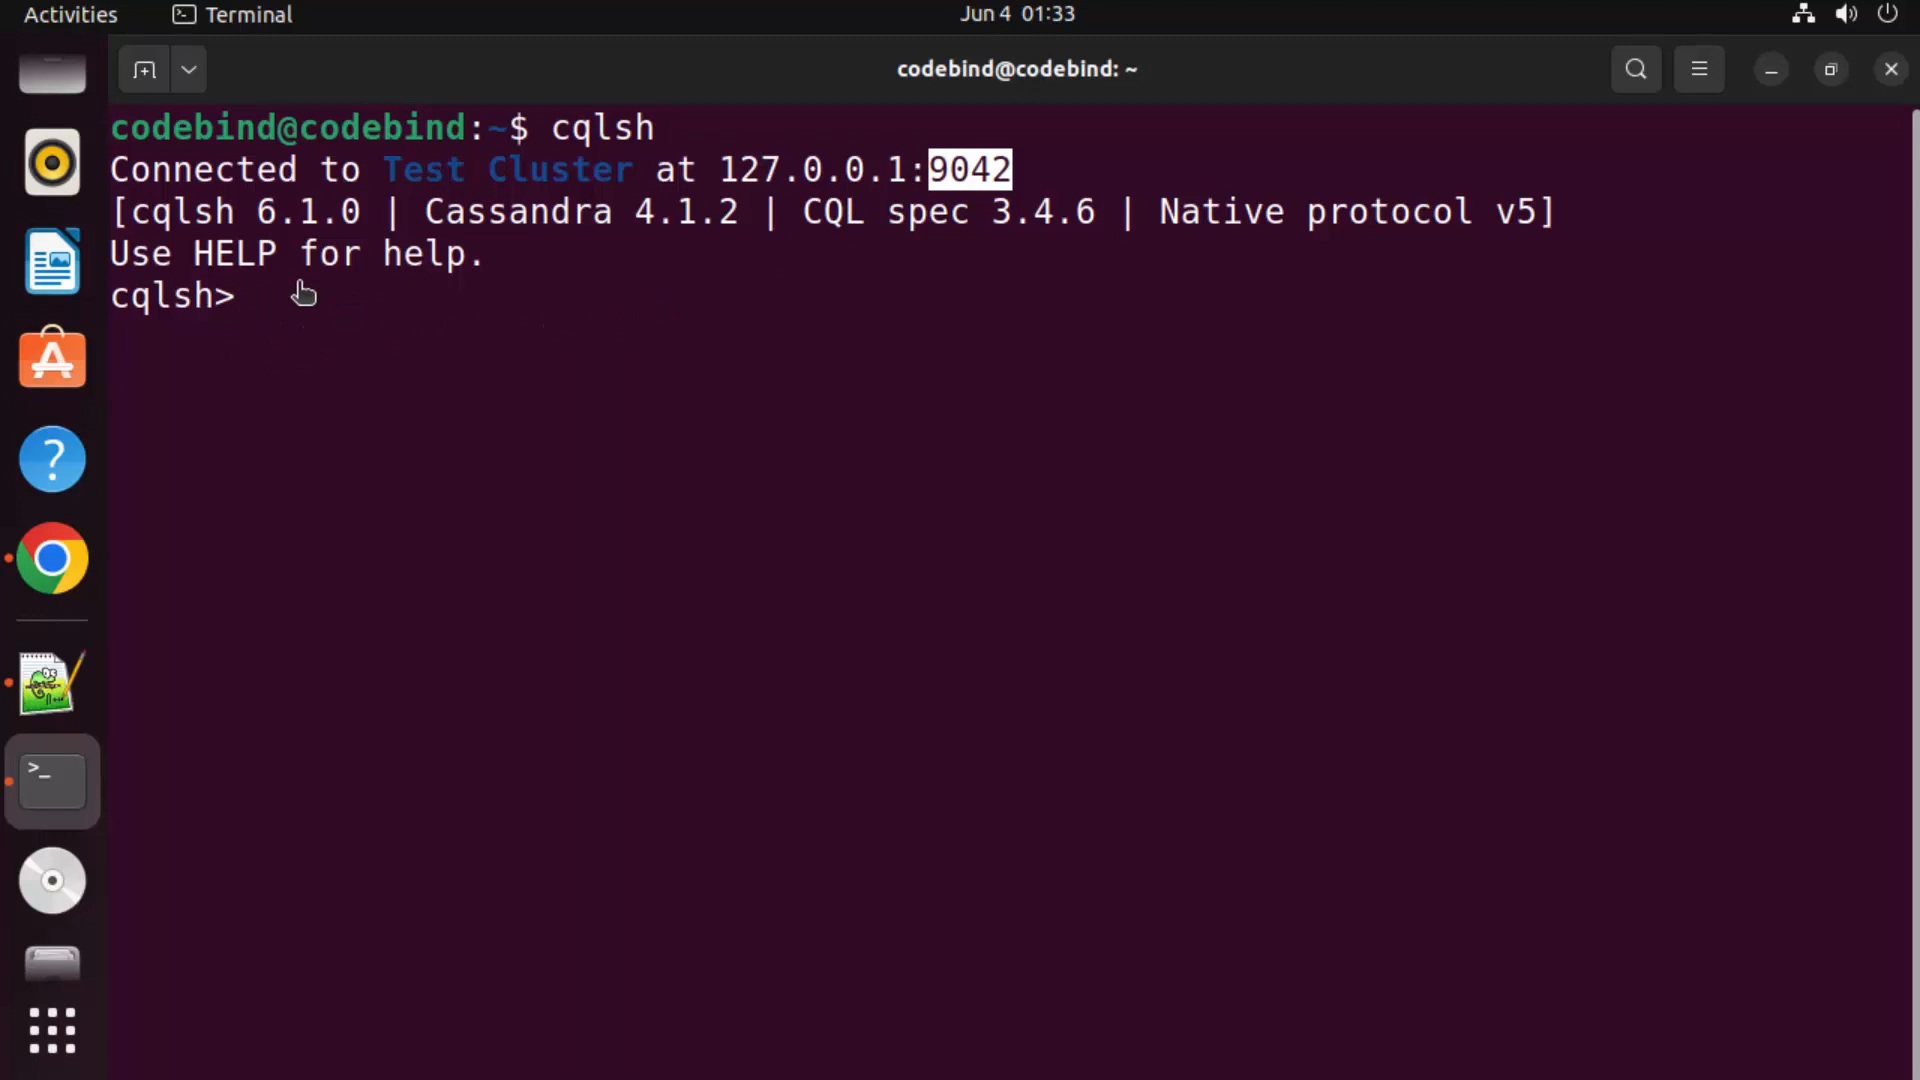 Activities Terminal Jun 4 01:33
codebind@codebind: ~
codebind@codebind:~$ cqlsh
Connected to Test Cluster at 127.0.0.1:9042
[cqlsh 6.1.0 | Cassandra 4.1.2 | CQL spec 3.4.6 | Native protocol v5]
Use HELP for help.
cqlsh>